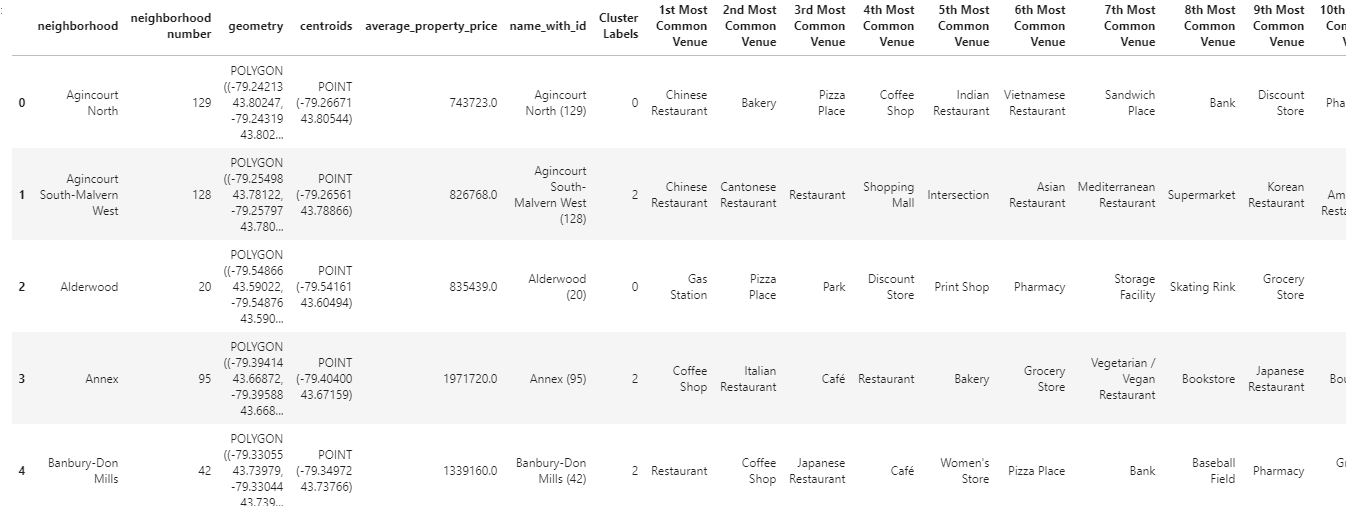 neighborhood neighborhood number geometry centroids average_property_price name_with_id Cluster Labels 1st Most Common Venue 2nd Most Common Venue 3rd Most Common Venue 4th Most Common Venue 5th Most Common Venue 6th Most Common Venue 7th Most Common Venue 8th Most Common Venue 9th Most Common Venue 10th
0 Agincourt North 129 POLYGON ((-79.24213 43.80247, -79.24319 43.802... POINT (-79.26671 43.80544) 743723.0 Agincourt North (129) 0 Chinese Restaurant Bakery Pizza Place Coffee Shop Indian Restaurant Vietnamese Restaurant Sandwich Place Bank Discount Store Pha
1 Agincourt South-Malvern West 128 POLYGON ((-79.25498 43.78122, -79.25797 43.780... POINT (-79.26561 43.78866) 826768.0 Agincourt South-Malvern West (128) 2 Chinese Restaurant Cantonese Restaurant Restaurant Shopping Mall Intersection Asian Restaurant Mediterranean Restaurant Supermarket Korean Restaurant Am Resta
2 Alderwood 20 POLYGON ((-79.54866 43.59022, -79.54876 43.590... POINT (-79.54161 43.60494) 835439.0 Alderwood (20) 0 Gas Station Pizza Place Park Discount Store Print Shop Pharmacy Storage Facility Skating Rink Grocery Store
3 Annex 95 POLYGON ((-79.39414 43.66872, -79.39588 43.668... POINT (-79.40400 43.67159) 1971720.0 Annex (95) 2 Coffee Shop Italian Restaurant Café Restaurant Bakery Grocery Store Vegetarian / Vegan Restaurant Bookstore Japanese Restaurant
4 Banbury-Don Mills 42 POLYGON ((-79.33055 43.73979, -79.33044 43.739... POINT (-79.34972 43.73766) 1339160.0 Banbury-Don Mills (42) 2 Restaurant Coffee Shop Japanese Restaurant Café Women's Store Pizza Place Bank Baseball Field Pharmacy